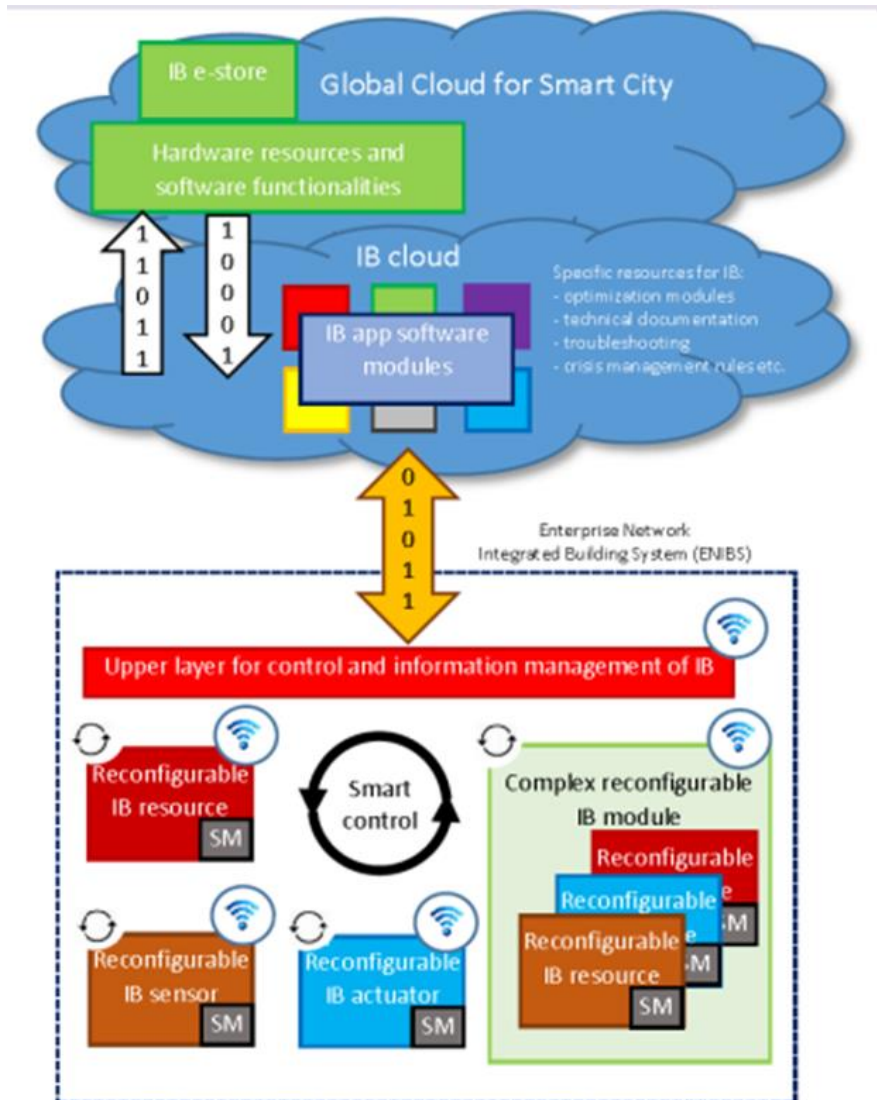 IB e-store
Global Cloud for Smart City
Hardware resources and
software functionalities
1
1
0
1
1
1
0
0
0
1
IB cloud
Specific resources for IB:
- optimization modules
- technical documentation
- troubleshooting
- crisis management rules etc.
IB app software
modules
0
1
0
1
1
Enterprise Network
Integrated Building System (ENIBS)
Upper layer for control and information management of IB
Reconfigurable
IB resource
SM
Smart
control
Complex reconfigurable
IB module
Reconfigurable
e
SM
Reconfigurable
e
SM
Reconfigurable
IB resource
SM
Reconfigurable
IB sensor
SM
Reconfigurable
IB actuator
SM